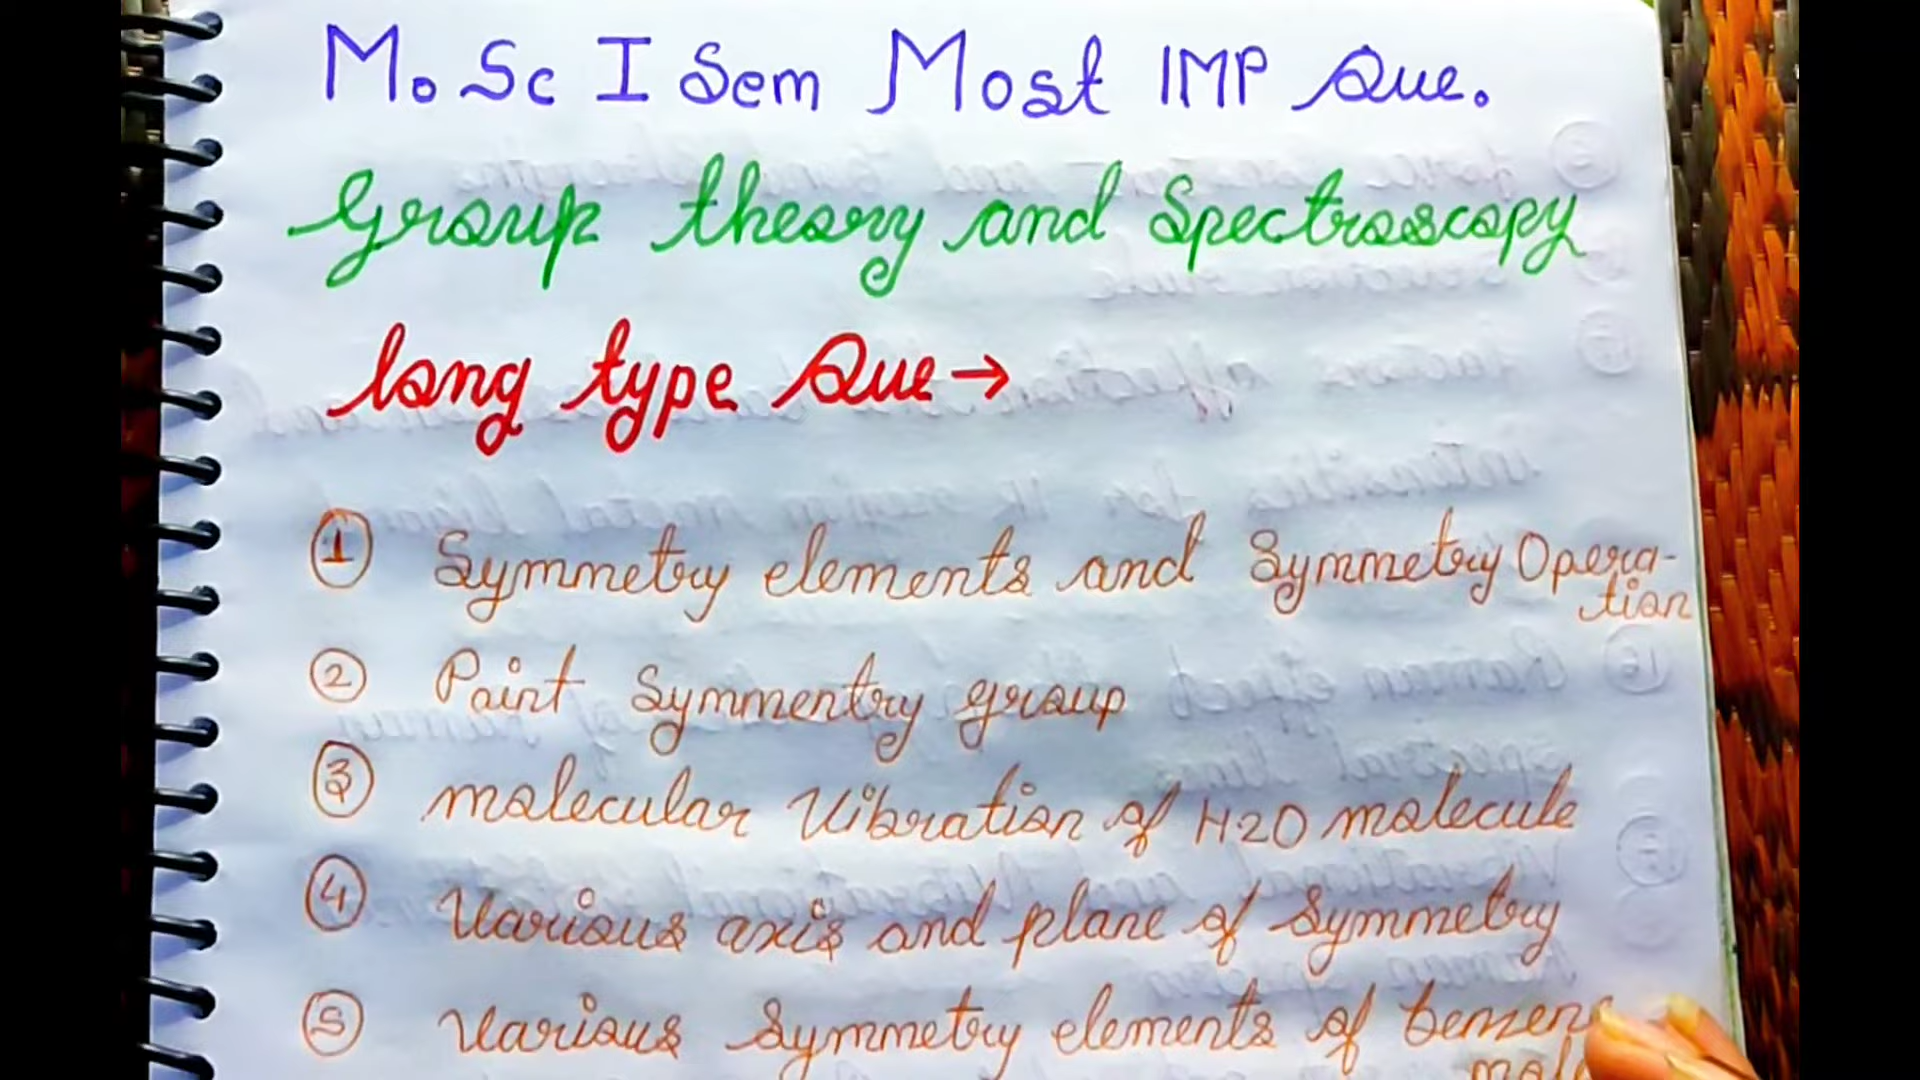 M. Sc I Sem Most IMP Que.
Group theory and Spectroscopy
long type Que →
① Symmetry elements and Symmetry Opera-
tion
② Point Symmentry group
③ molecular Vibration of H2O molecule
④ Various axis and plane of Symmetry
⑤ Various Symmetry elements of